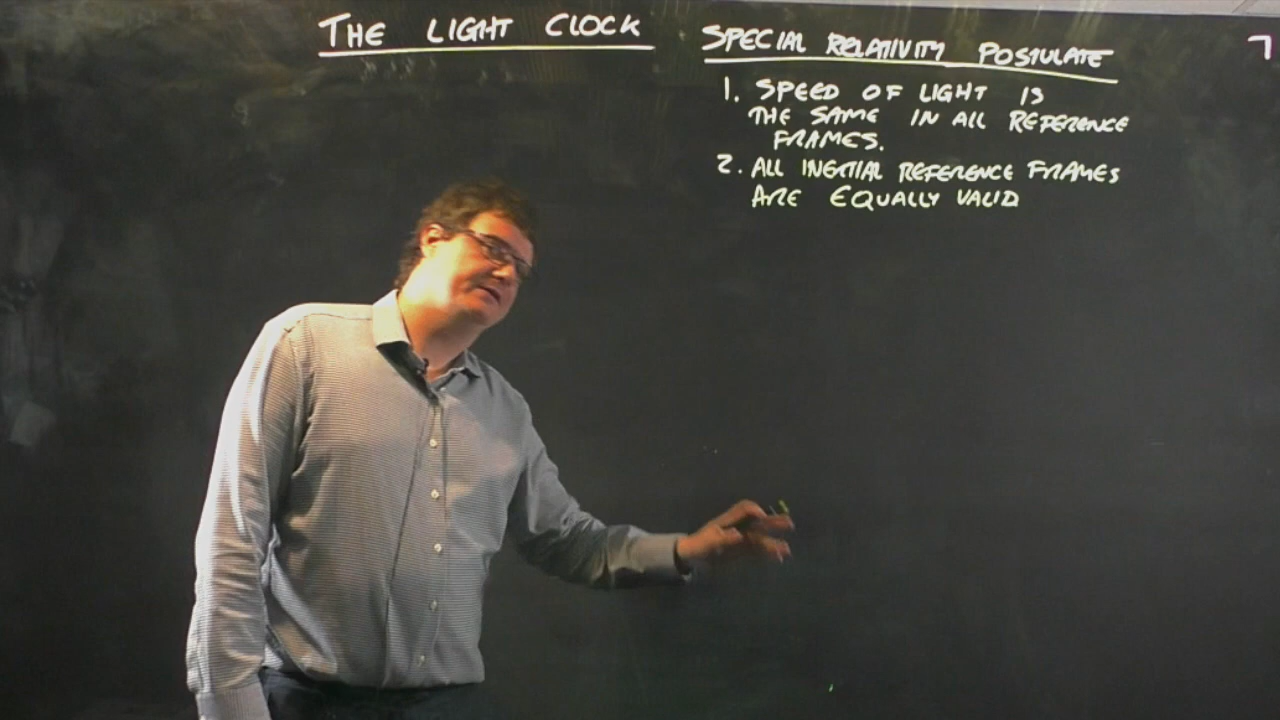 THE LIGHT CLOCK
SPECIAL RELATIVITY POSTULATE
1. SPEED OF LIGHT IS
THE SAME IN ALL REFERENCE
FRAMES.
2. ALL INERTIAL REFERENCE FRAMES
ARE EQUALLY VALID